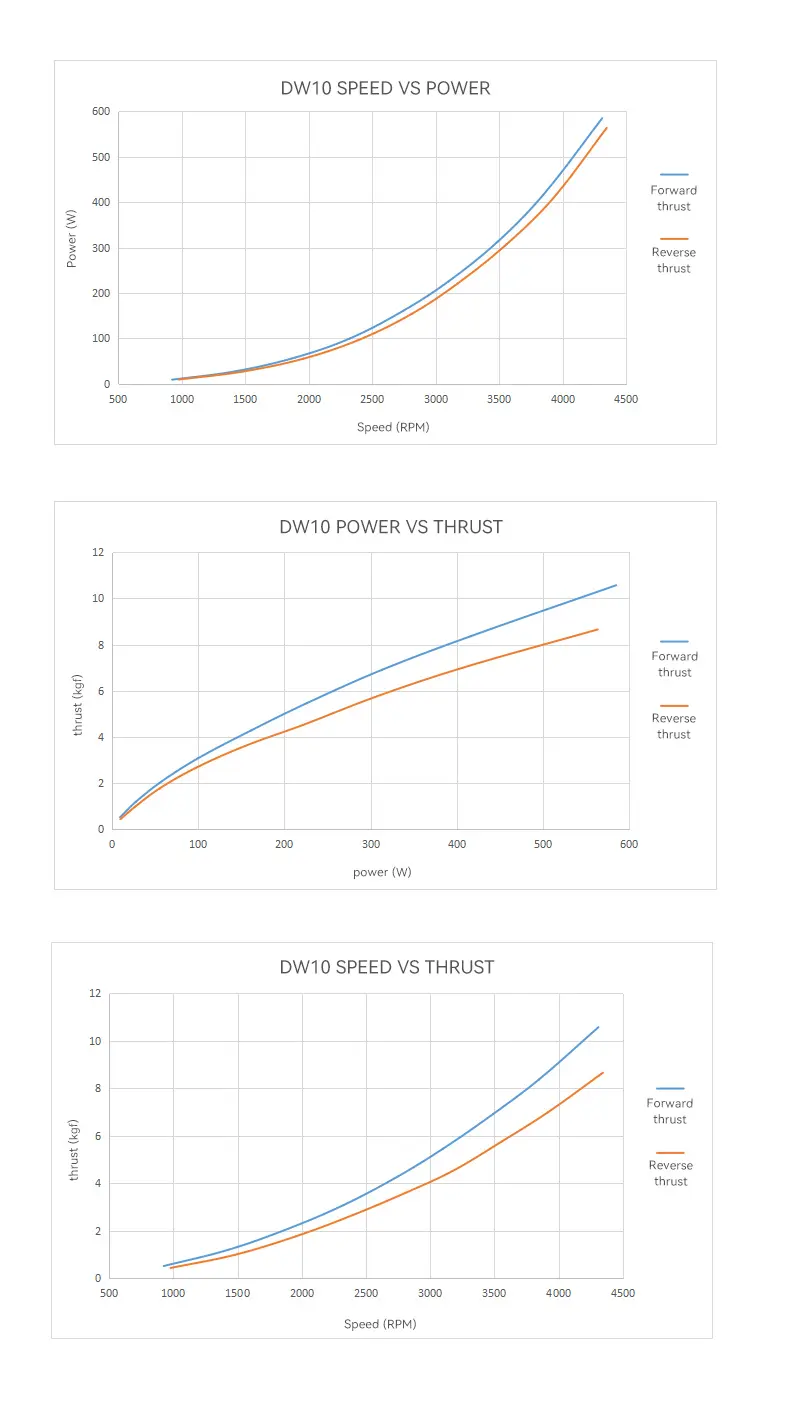 DW10 SPEED VS POWER
600
500
400
300
200
100
0
Power (W)
500 1000 1500 2000 2500 3000 3500 4000 4500
Speed (RPM)
Forward
thrust
Reverse
thrust
DW10 POWER VS THRUST
12
10
8
6
4
2
0
thrust (kgf)
0 100 200 300 400 500 600
power (W)
Forward
thrust
Reverse
thrust
DW10 SPEED VS THRUST
12
10
8
6
4
2
0
thrust (kgf)
500 1000 1500 2000 2500 3000 3500 4000 4500
Speed (RPM)
Forward
thrust
Reverse
thrust